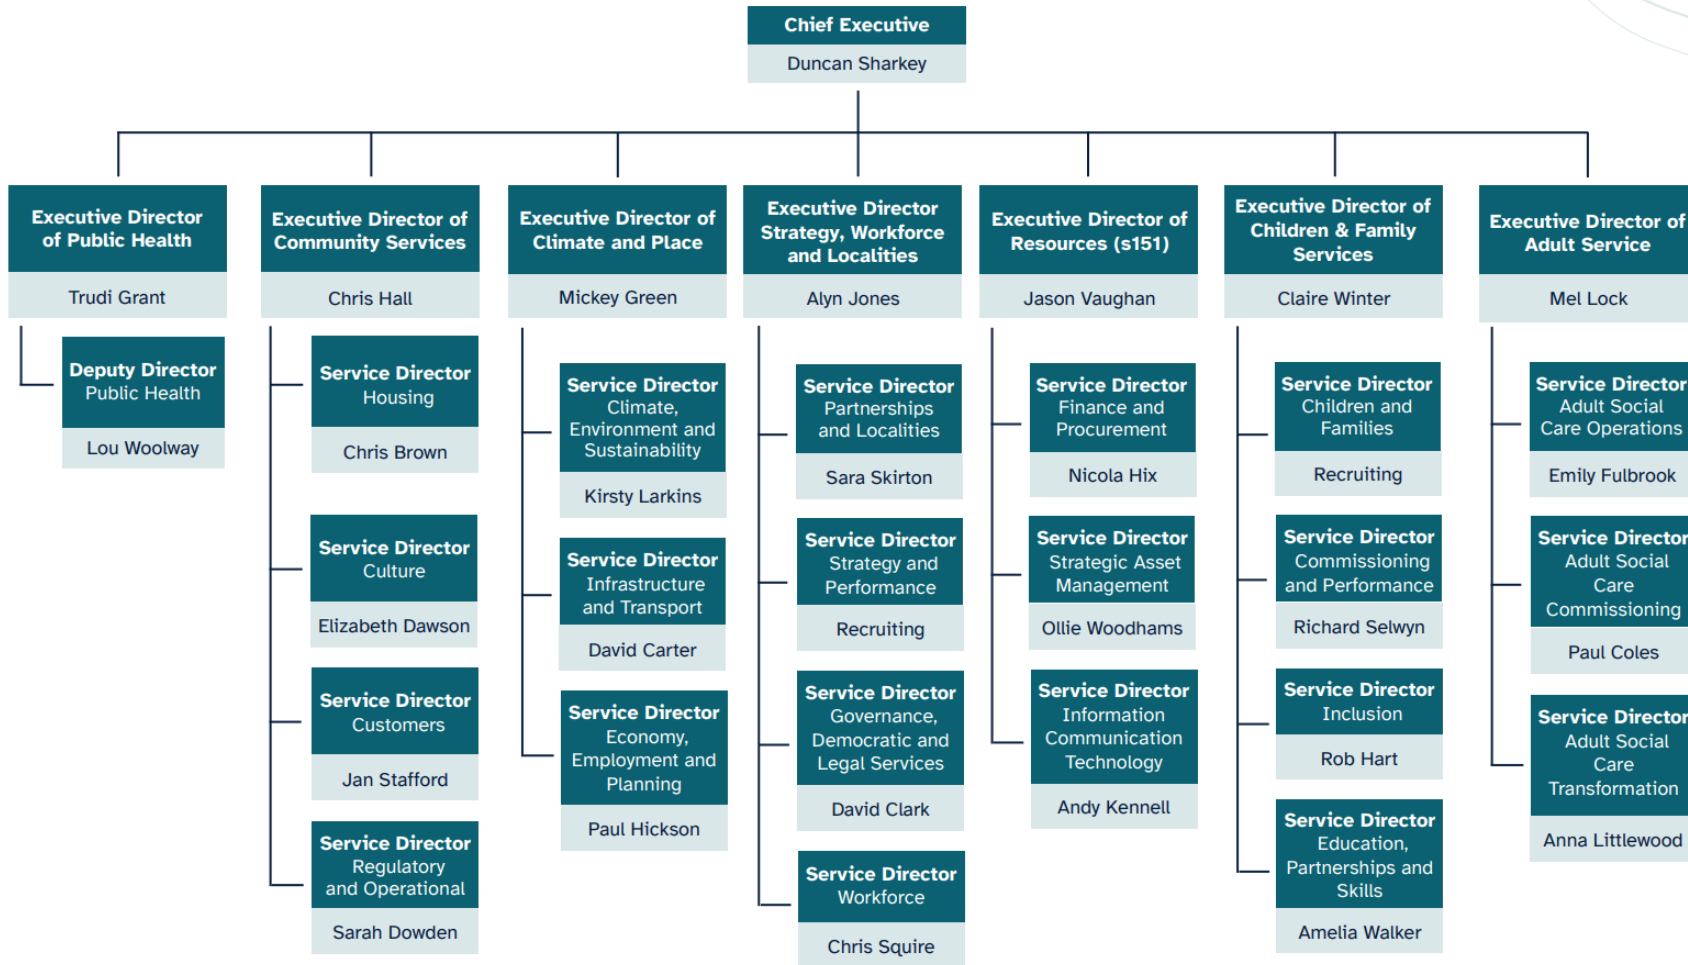 Chief Executive
Duncan Sharkey
Executive Director
of Public Health
Trudi Grant
Deputy Director
Public Health
Lou Woolway
Executive Director of
Community Services
Chris Hall
Service Director
Housing
Chris Brown
Service Director
Culture
Elizabeth Dawson
Service Director
Customers
Jan Stafford
Service Director
Regulatory
and Operational
Sarah Dowden
Executive Director of
Climate and Place
Mickey Green
Service Director
Climate,
Environment and
Sustainability
Kirsty Larkins
Service Director
Infrastructure
and Transport
David Carter
Service Director
Economy,
Employment and
Planning
Paul Hickson
Executive Director
Strategy, Workforce
and Localities
Alyn Jones
Service Director
Partnerships
and Localities
Sara Skirton
Service Director
Strategy and
Performance
Recruiting
Service Director
Governance,
Democratic and
Legal Services
David Clark
Service Director
Workforce
Chris Squire
Executive Director of
Resources (s151)
Jason Vaughan
Service Director
Finance and
Procurement
Nicola Hix
Service Director
Strategic Asset
Management
Ollie Woodhams
Service Director
Information
Communication
Technology
Andy Kennell
Executive Director of
Children & Family
Services
Claire Winter
Service Director
Children and
Families
Recruiting
Service Director
Commissioning
and Performance
Richard Selwyn
Service Director
Inclusion
Rob Hart
Service Director
Education,
Partnerships and
Skills
Amelia Walker
Executive Director of
Adult Service
Mel Lock
Service Director
Adult Social
Care Operations
Emily Fulbrook
Service Director
Adult Social
Care
Commissioning
Paul Coles
Service Director
Adult Social
Care
Transformation
Anna Littlewood